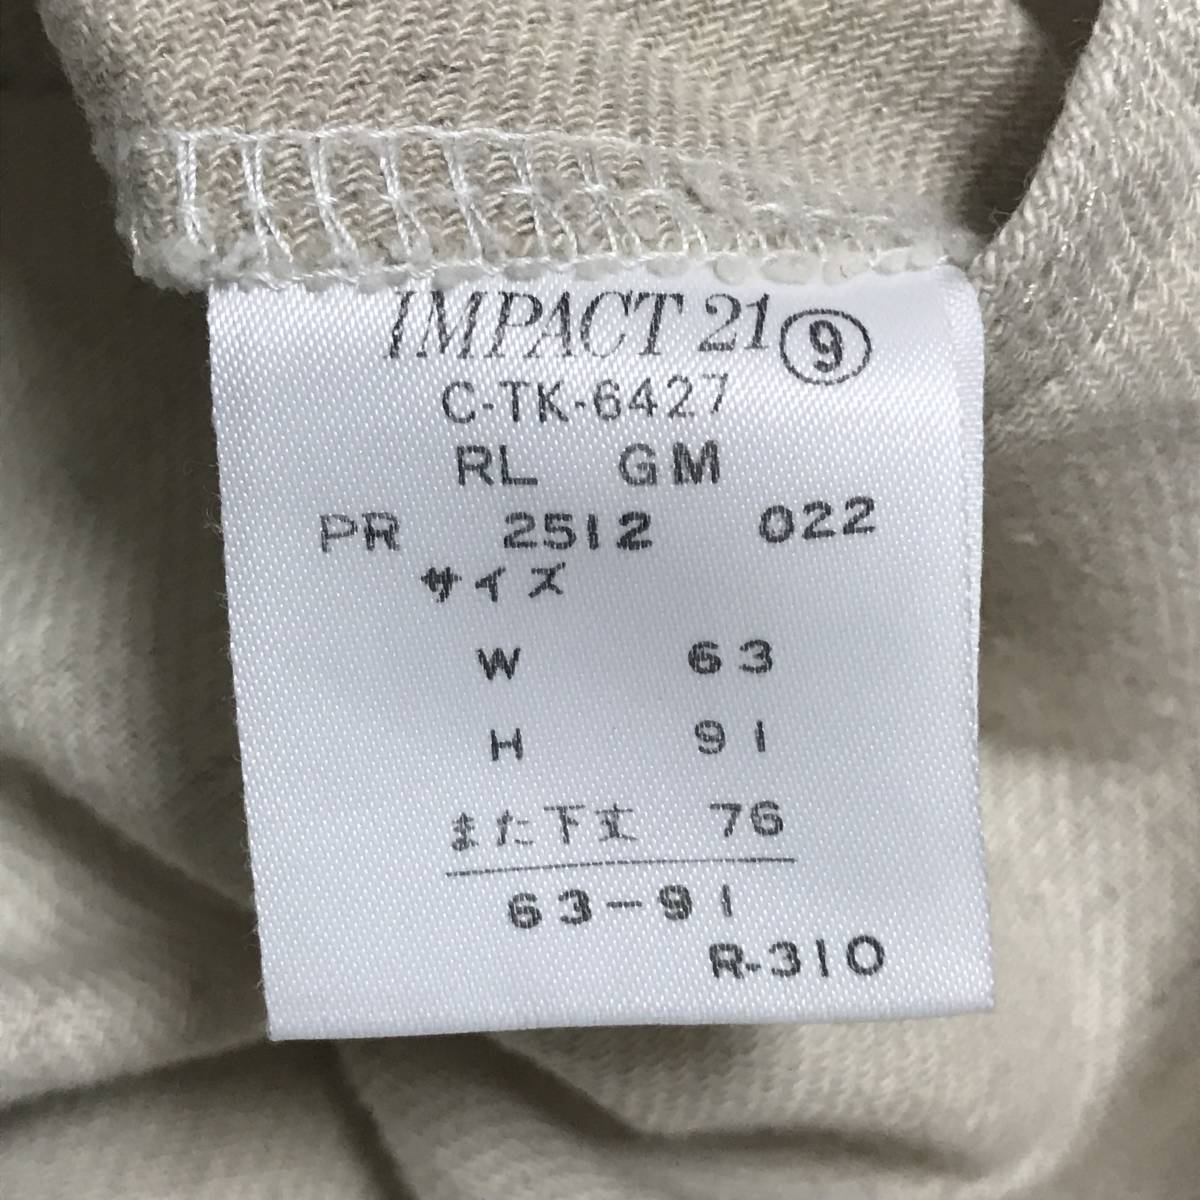 IMPACT 21 ⑨
C-TK-6427
RL GM
PR 2512 022
サイズ
W 63
H 91
また下丈 76
63-91
R-310